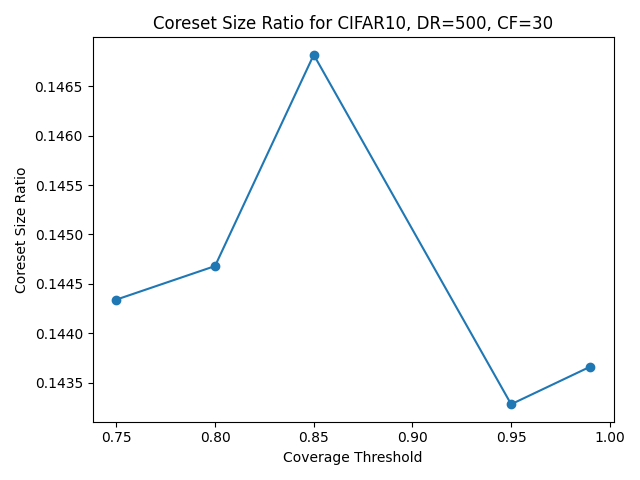 Coreset Size Ratio for CIFAR10, DR=500, CF=30
Coreset Size Ratio
0.1465
0.1460
0.1455
0.1450
0.1445
0.1440
0.1435
0.75 0.80 0.85 0.90 0.95 1.00
Coverage Threshold